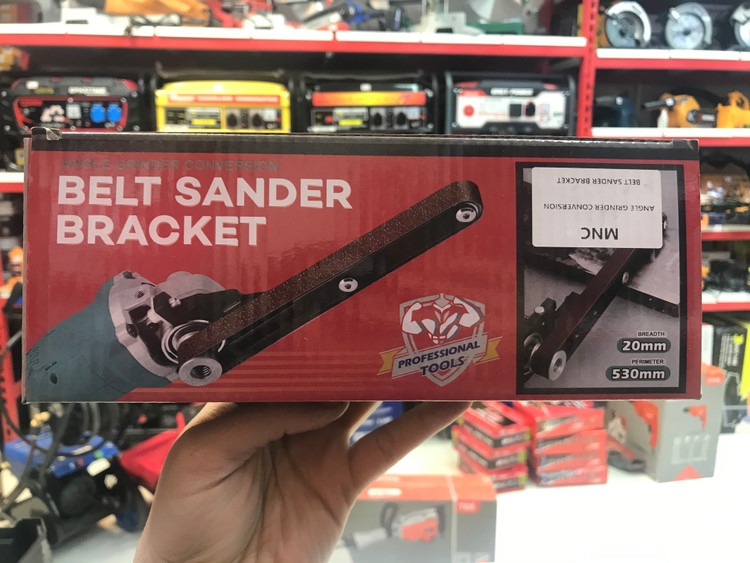 ANGLE GRINDER CONVERSION
BELT SANDER
BRACKET
PROFESSIONAL
TOOLS
MNC
ANGLE GRINDER CONVERSION
BELT SANDER BRACKET
BREADTH
20mm
PERIMETER
530mm